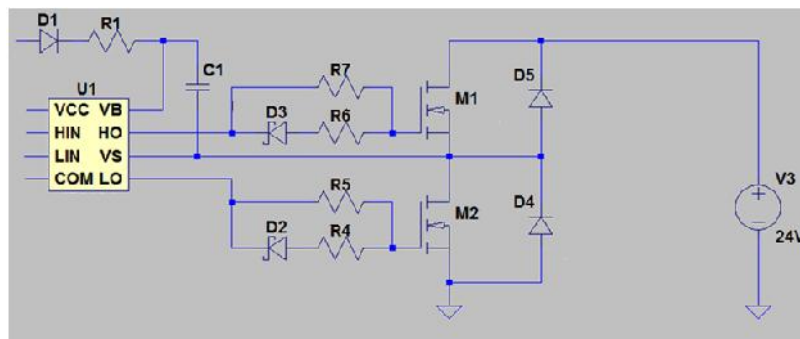 D1
R1
C1
U1
VCC VB
HIN HO
LIN VS
COM LO
R7
D3
R6
M1
D5
R5
D2
R4
M2
D4
V3
24V